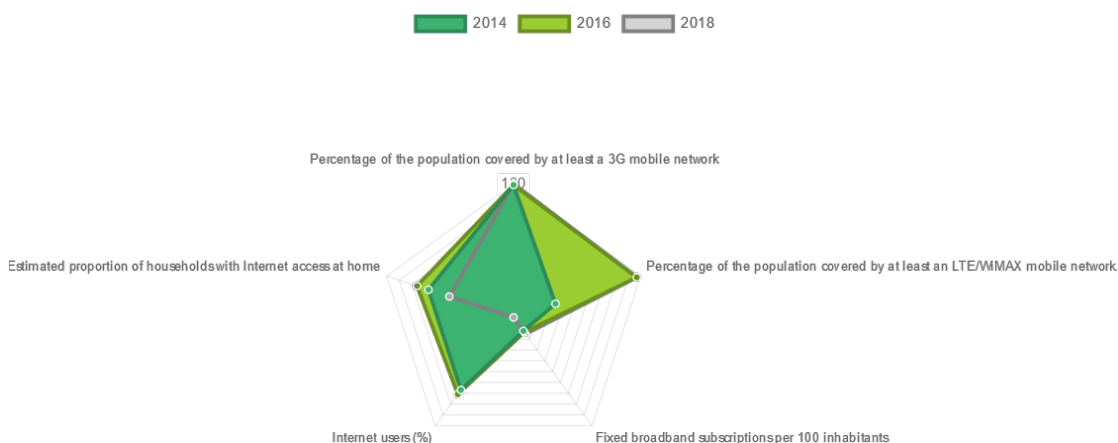 2014 2016 2018
Percentage of the population covered by at least a 3G mobile network
Estimated proportion of households with Internet access at home
Percentage of the population covered by at least an LTE/WiMAX mobile network
Internet users (%)
Fixed broadband subscriptions per 100 inhabitants